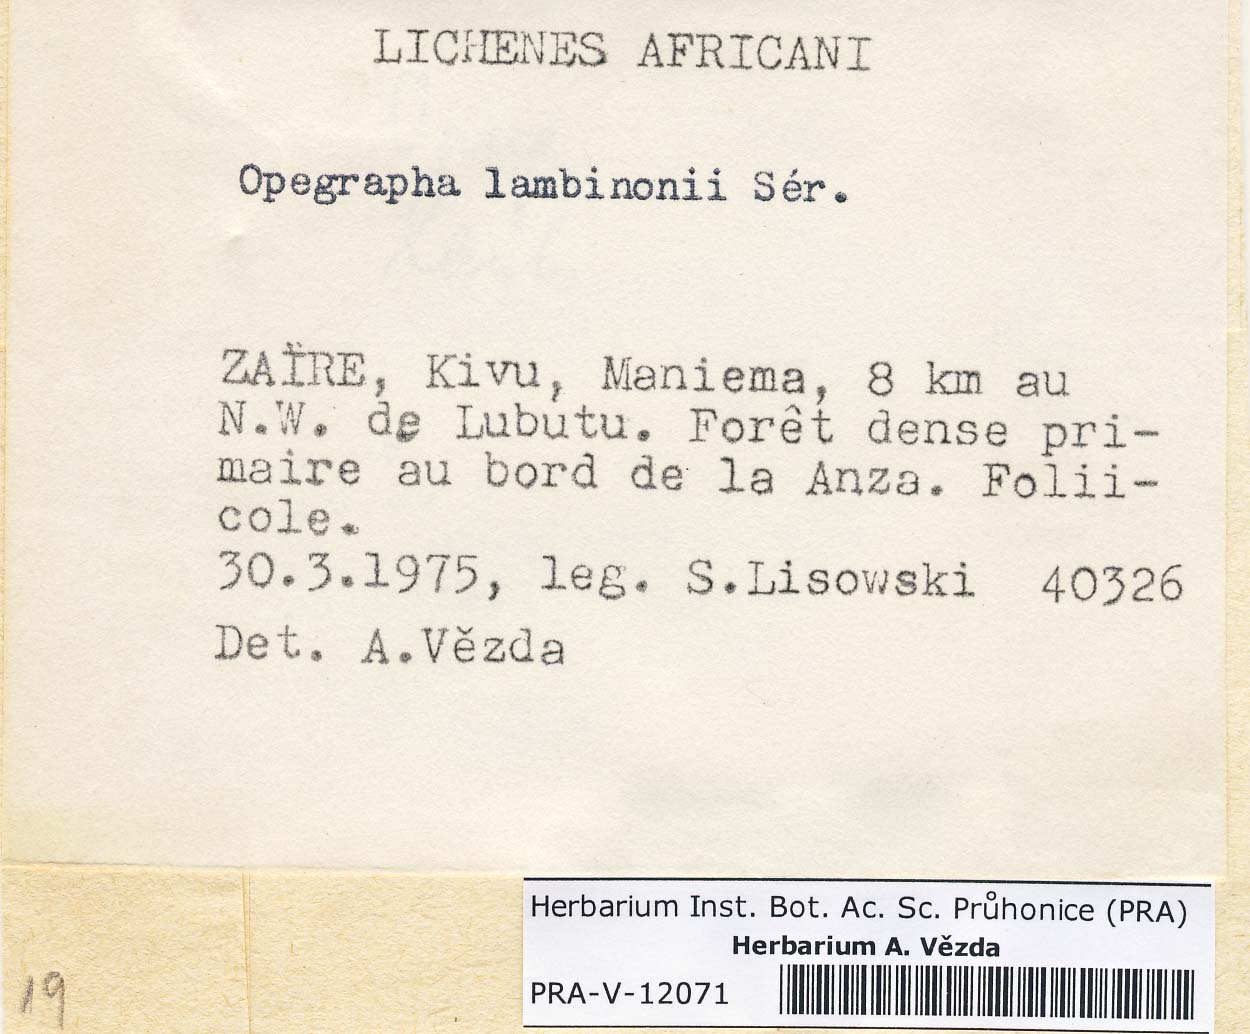 LICHENES AFRICANI
Opegrapha lambinonii Sér.
ZAÏRE, Kivu, Maniema, 8 km au
N.W. de Lubutu. Forêt dense pri-
maire au bord de la Anza. Folii-
cole.
30.3.1975, leg. S.Lisowski 40326
Det. A.Vězda
Herbarium Inst. Bot. Ac. Sc. Průhonice (PRA)
Herbarium A. Vězda
PRA-V-12071
19